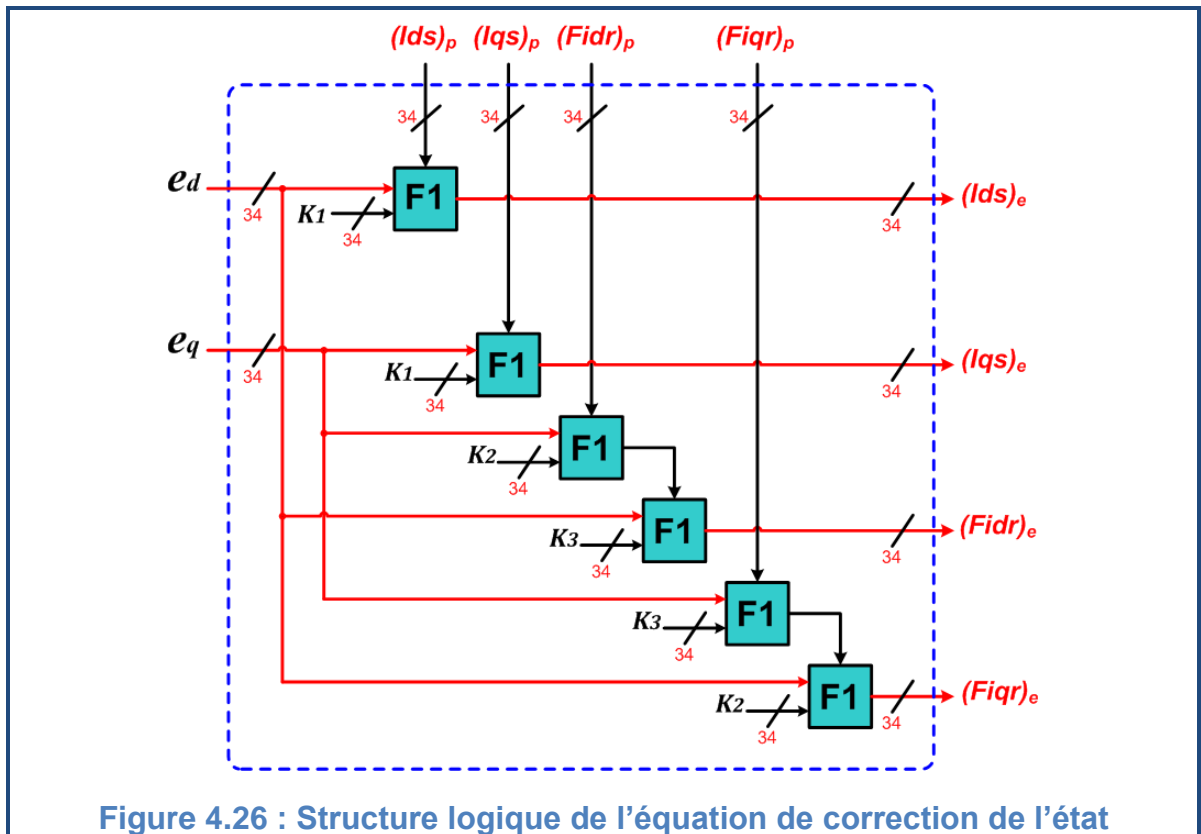 (Ids)p (Iqs)p (Fidr)p (Fiqr)p
34 34 34 34
ed
34
K1
34
F1
34
(Ids)e
eq
34
K1
34
F1
34
(Iqs)e
K2
34
F1
K3
34
F1
34
(Fidr)e
K3
34
F1
K2
34
F1
34
(Fiqr)e
Figure 4.26 : Structure logique de l’équation de correction de l’état